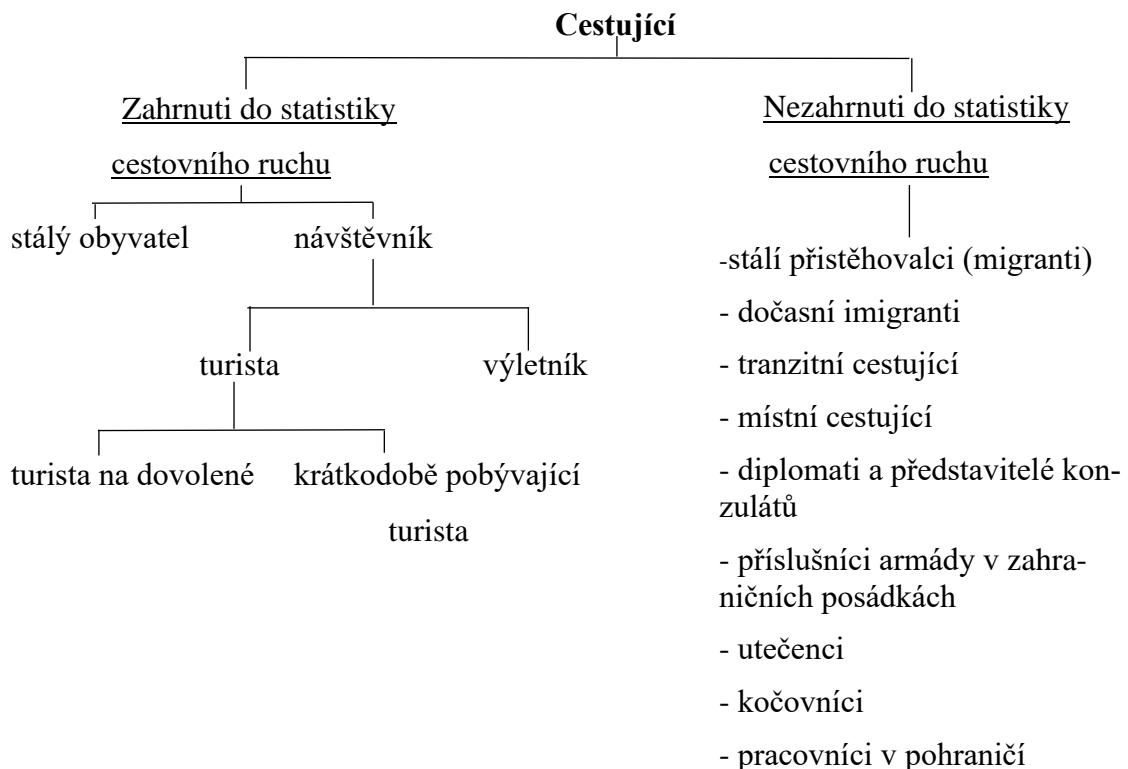 Cestující
Zahrnuti do statistiky
cestovního ruchu
stálý obyvatel
návštěvník
turista
výletník
turista na dovolené
krátkodobě pobývající
turista
Nezahrnuti do statistiky
cestovního ruchu
-stálí přistěhovalci (migranti)
- dočasní imigranti
- tranzitní cestující
- místní cestující
- diplomati a představitelé kon-
zulátů
- příslušníci armády v zahra-
ničních posádkách
- utečenci
- kočovníci
- pracovníci v pohraničí